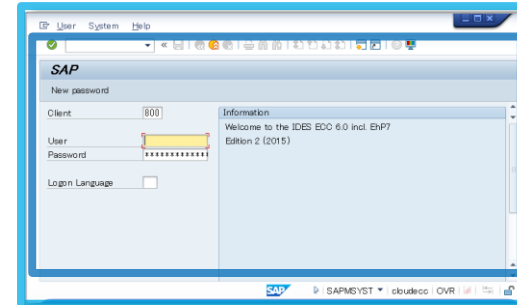 User System Help
SAP
New password
Client 800
Information
Welcome to the IDES ECC 6.0 incl. EhP7
Edition 2 (2015)
User
Password *************
Logon Language
SAP SAPMSYST cloudecc OVR